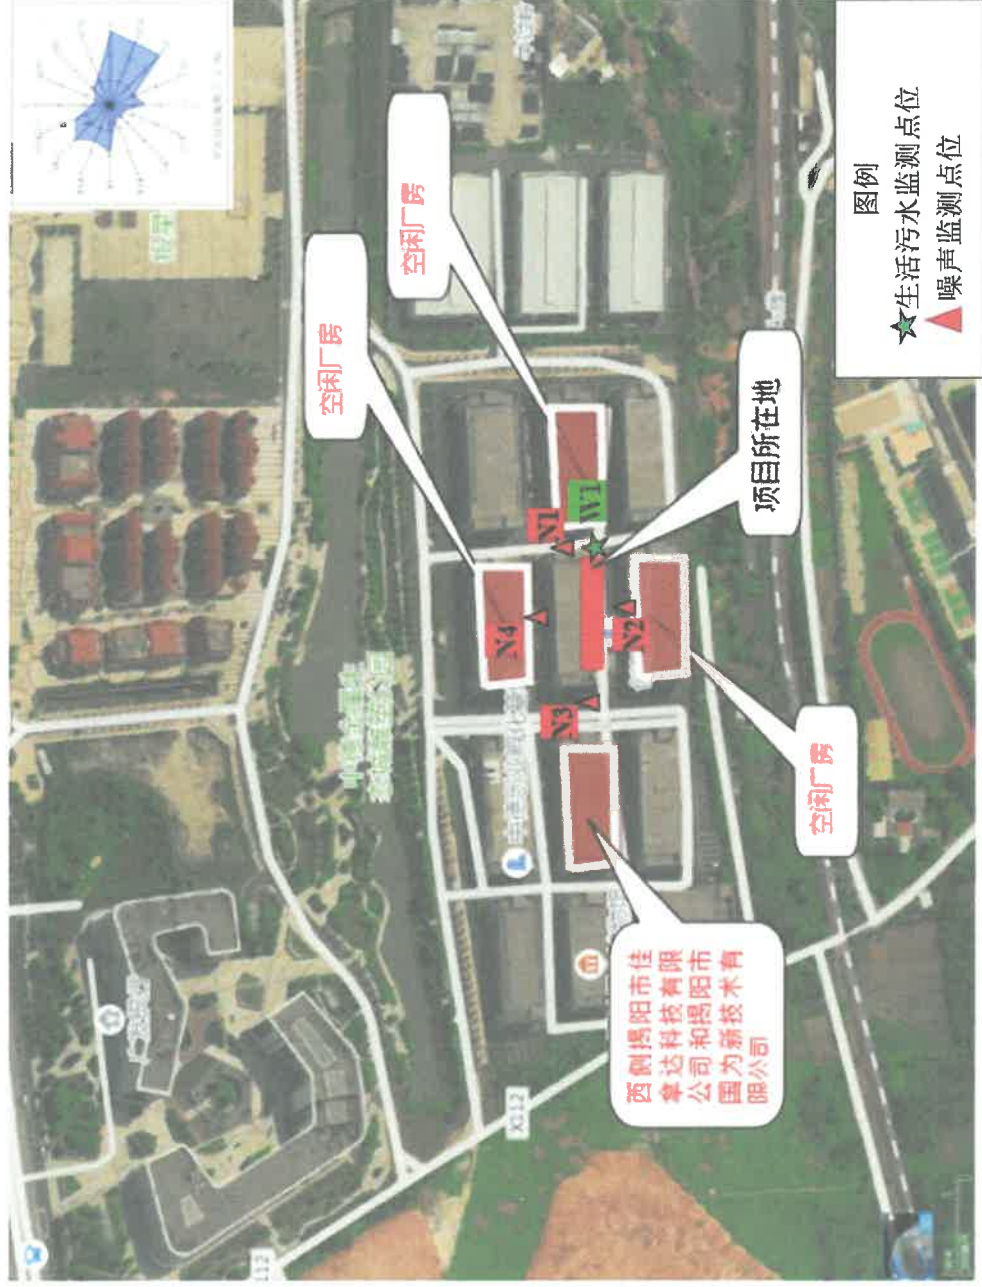 空闲厂房
空闲厂房
N1
W1
N4
N2
N3
项目所在地
空闲厂房
西侧揭阳市佳
拿达科技有限
公司和揭阳市
国为新技术有
限公司
X112
112
图例
生活污水监测点位
噪声监测点位